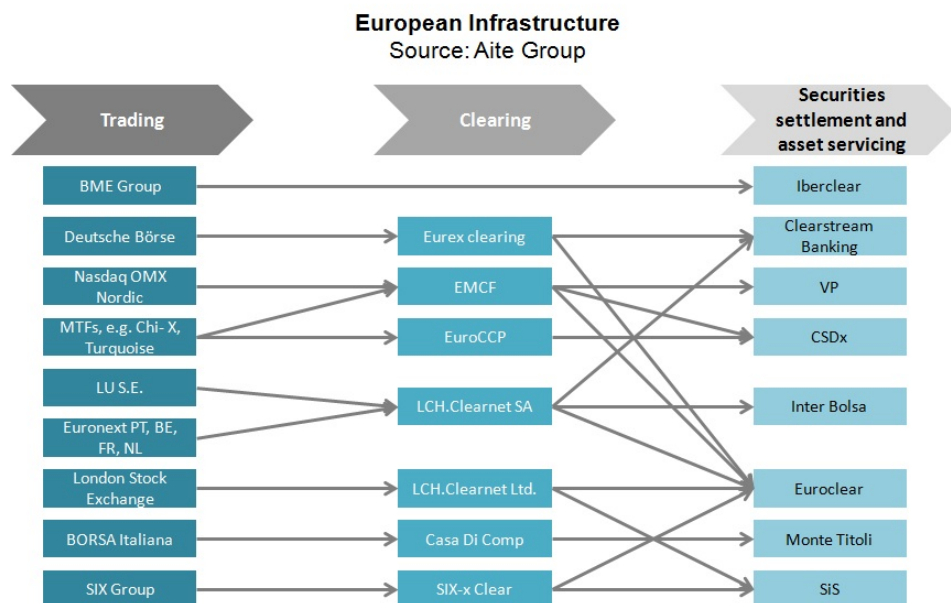 European Infrastructure
Source: Aite Group
Trading
Clearing
Securities
settlement and
asset servicing
BME Group
Iberclear
Deutsche Börse
Eurex clearing
Clearstream
Banking
Nasdaq OMX
Nordic
EMCF
VP
MTFs, e.g. Chi- X,
Turquoise
EuroCCP
CSDx
LU S.E.
LCH.Clearnet SA
Inter Bolsa
Euronext PT, BE,
FR, NL
London Stock
Exchange
LCH.Clearnet Ltd.
Euroclear
BORSA Italiana
Casa Di Comp
Monte Titoli
SIX Group
SIX-x Clear
SiS